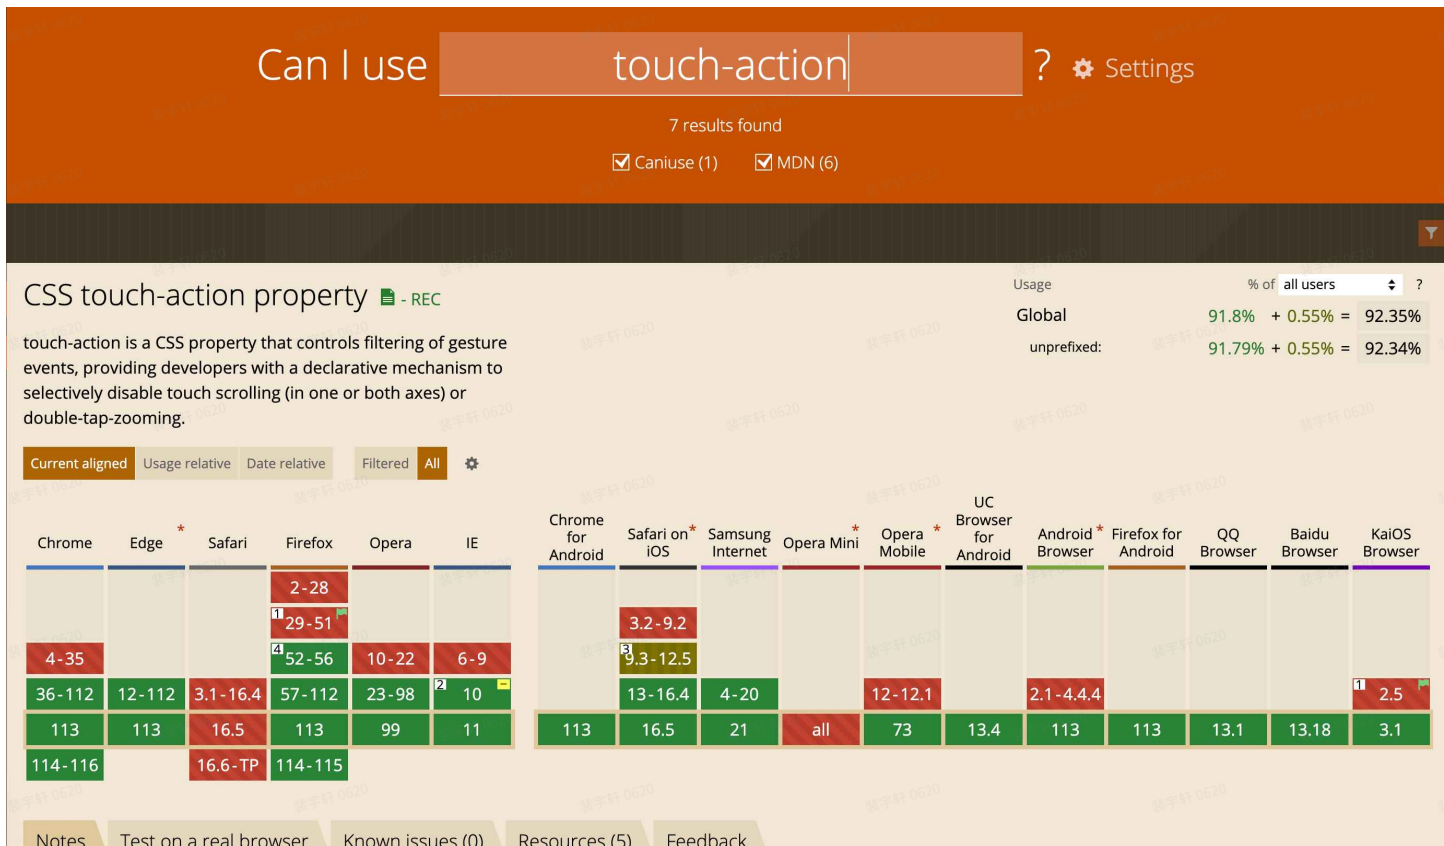 Can I use touch-action ? Settings
7 results found
Caniuse (1) MDN (6)
CSS touch-action property - REC
touch-action is a CSS property that controls filtering of gesture
events, providing developers with a declarative mechanism to
selectively disable touch scrolling (in one or both axes) or
double-tap-zooming.
Usage % of all users ?
Global 91.8% + 0.55% = 92.35%
unprefixed: 91.79% + 0.55% = 92.34%
Current aligned Usage relative Date relative Filtered All
Chrome Edge * Safari Firefox Opera IE Chrome for Android Safari on iOS * Samsung Internet Opera Mini * Opera Mobile * UC Browser for Android Android Browser * Firefox for Android QQ Browser Baidu Browser KaiOS Browser
2-28
1 29-51 3.2-9.2
4-35 4 52-56 10-22 6-9 3 9.3-12.5
36-112 12-112 3.1-16.4 57-112 23-98 2 10 13-16.4 4-20 12-12.1 2.1-4.4.4 1 2.5
113 113 16.5 113 99 11 113 16.5 21 all 73 13.4 113 113 13.1 13.18 3.1
114-116 16.6-TP 114-115
Notes Test on a real browser Known issues (0) Resources (5) Feedback